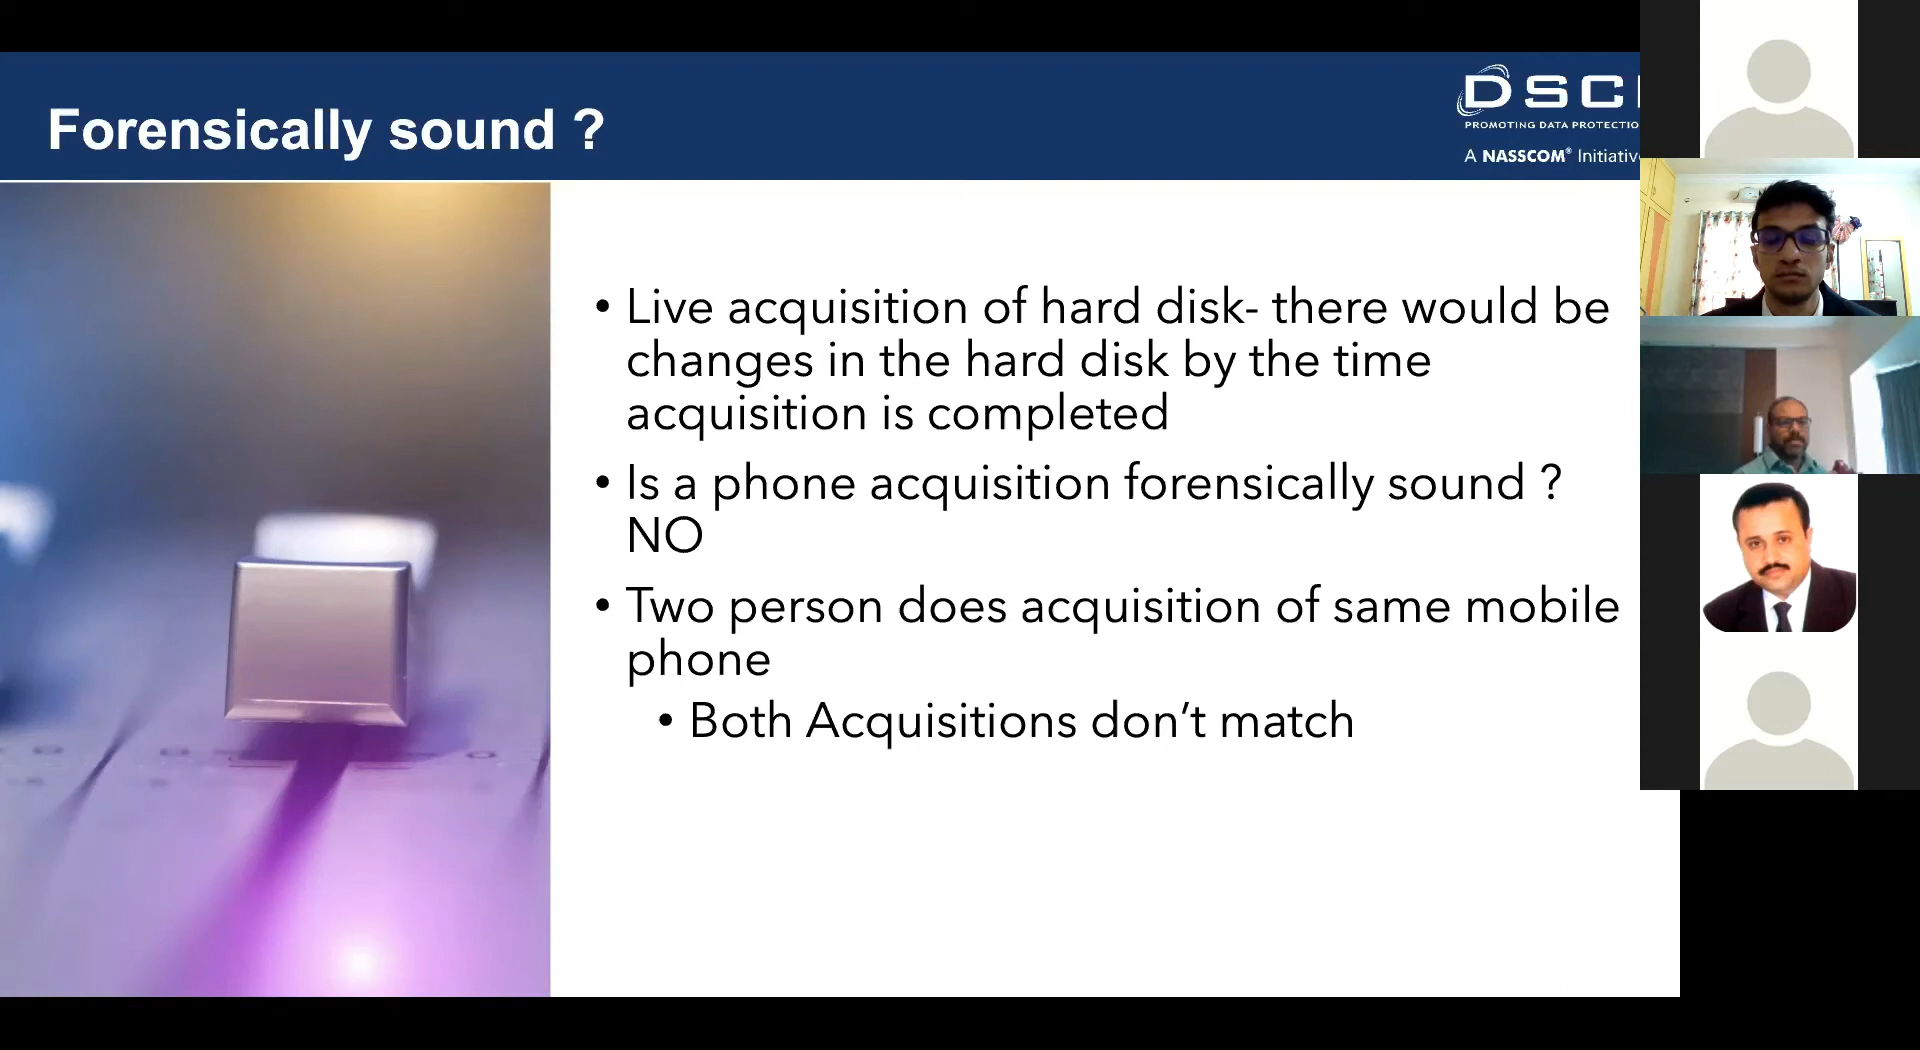 Forensically sound ?
DSCI
PROMOTING DATA PROTECTIO
A NASSCOM® Initiativ
• Live acquisition of hard disk- there would be
changes in the hard disk by the time
acquisition is completed
• Is a phone acquisition forensically sound ?
NO
• Two person does acquisition of same mobile
phone
• Both Acquisitions don’t match